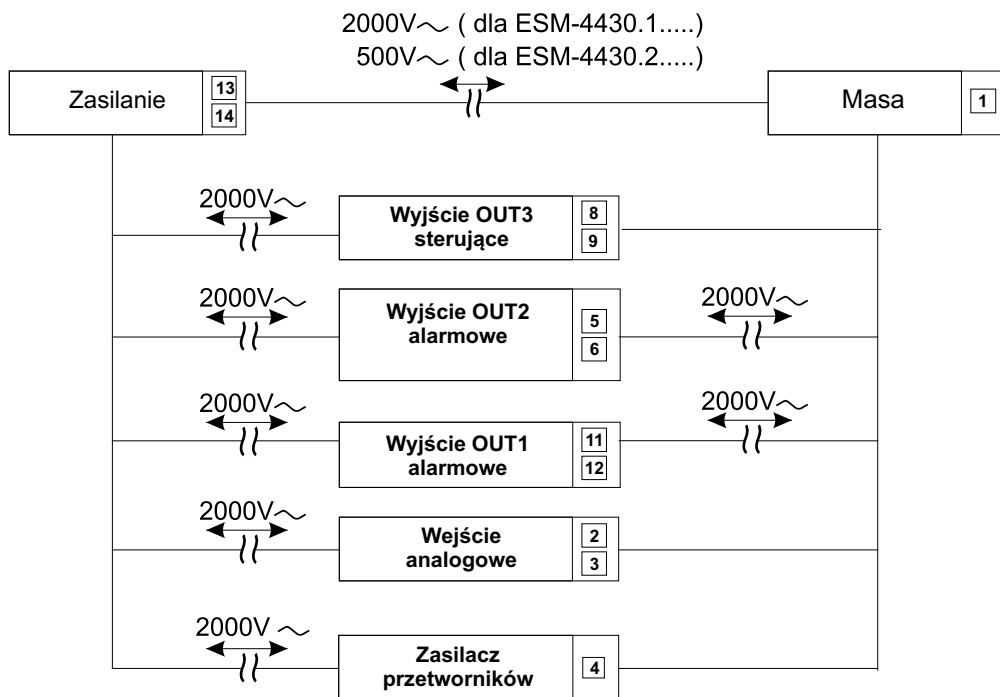 2000V～ ( dla ESM-4430.1.....)
500V～ ( dla ESM-4430.2.....)
Zasilanie
13
14
Masa
1
2000V～
Wyjście OUT3
sterujące
8
9
2000V～
Wyjście OUT2
alarmowe
5
6
2000V～
2000V～
Wyjście OUT1
alarmowe
11
12
2000V～
2000V～
Wejście
analogowe
2
3
2000V ～
Zasilacz
przetworników
4